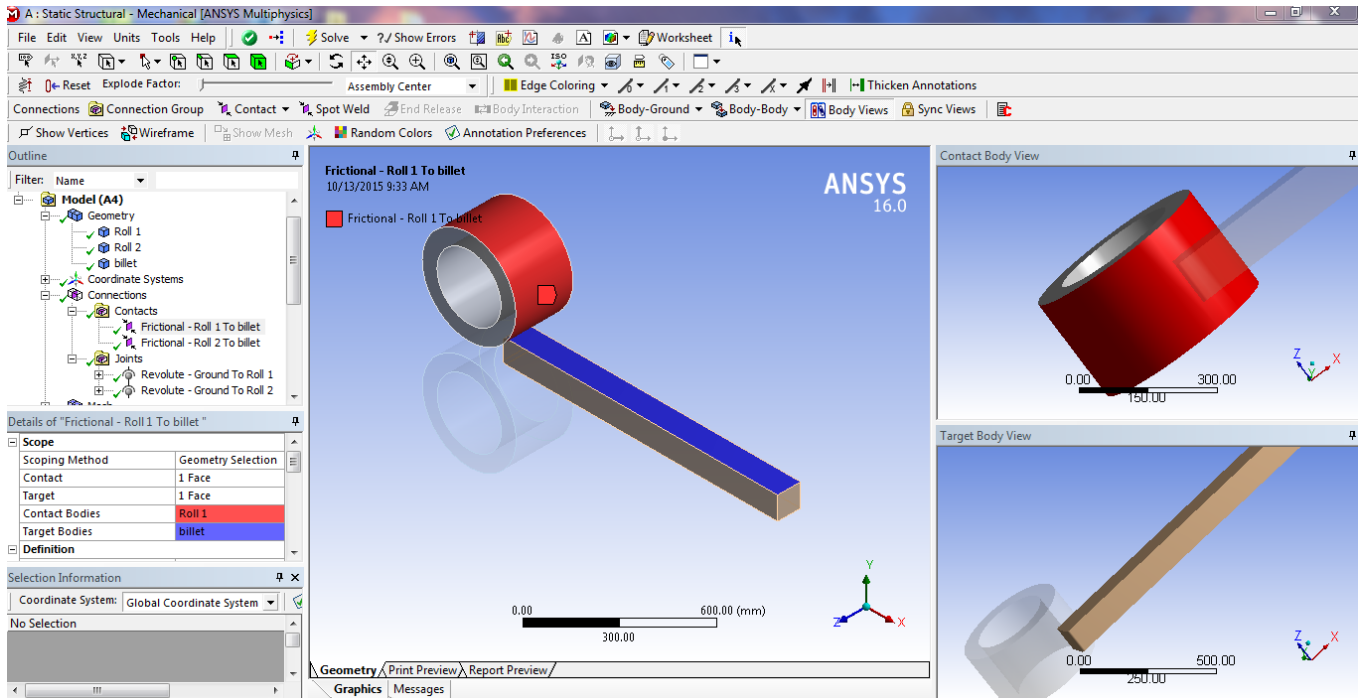 A : Static Structural - Mechanical [ANSYS Multiphysics]
File Edit View Units Tools Help Solve ?/ Show Errors Worksheet
Reset Explode Factor: Assembly Center Edge Coloring Thicken Annotations
Connections Connection Group Contact Spot Weld End Release Body Interaction Body-Ground Body-Body Body Views Sync Views
Show Vertices Wireframe Show Mesh Random Colors Annotation Preferences
Outline
Filter: Name
Model (A4)
Geometry
Roll 1
Roll 2
billet
Coordinate Systems
Connections
Contacts
Frictional - Roll 1 To billet
Frictional - Roll 2 To billet
Joints
Revolute - Ground To Roll 1
Revolute - Ground To Roll 2
Details of "Frictional - Roll 1 To billet "
Scope
Scoping Method Geometry Selection
Contact 1 Face
Target 1 Face
Contact Bodies Roll 1
Target Bodies billet
Definition
Selection Information
Coordinate System: Global Coordinate System
No Selection
Frictional - Roll 1 To billet
10/13/2015 9:33 AM
Frictional - Roll 1 To billet
ANSYS
16.0
0.00 600.00 (mm)
300.00
Y
Z X
Geometry Print Preview Report Preview
Graphics Messages
Contact Body View
0.00 300.00
150.00
Z X
Y
Target Body View
0.00 500.00
250.00
Z X